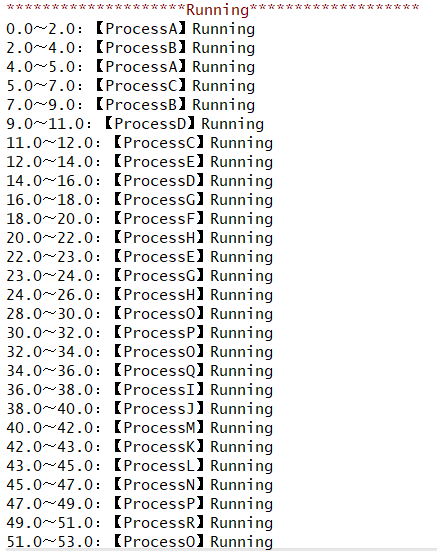 ********************Running*******************
0.0～2.0：【ProcessA】Running
2.0～4.0：【ProcessB】Running
4.0～5.0：【ProcessA】Running
5.0～7.0：【ProcessC】Running
7.0～9.0：【ProcessB】Running
9.0～11.0：【ProcessD】Running
11.0～12.0：【ProcessC】Running
12.0～14.0：【ProcessE】Running
14.0～16.0：【ProcessD】Running
16.0～18.0：【ProcessG】Running
18.0～20.0：【ProcessF】Running
20.0～22.0：【ProcessH】Running
22.0～23.0：【ProcessE】Running
23.0～24.0：【ProcessG】Running
24.0～26.0：【ProcessH】Running
28.0～30.0：【ProcessO】Running
30.0～32.0：【ProcessP】Running
32.0～34.0：【ProcessO】Running
34.0～36.0：【ProcessQ】Running
36.0～38.0：【ProcessI】Running
38.0～40.0：【ProcessJ】Running
40.0～42.0：【ProcessM】Running
42.0～43.0：【ProcessK】Running
43.0～45.0：【ProcessL】Running
45.0～47.0：【ProcessN】Running
47.0～49.0：【ProcessP】Running
49.0～51.0：【ProcessR】Running
51.0～53.0：【ProcessO】Running